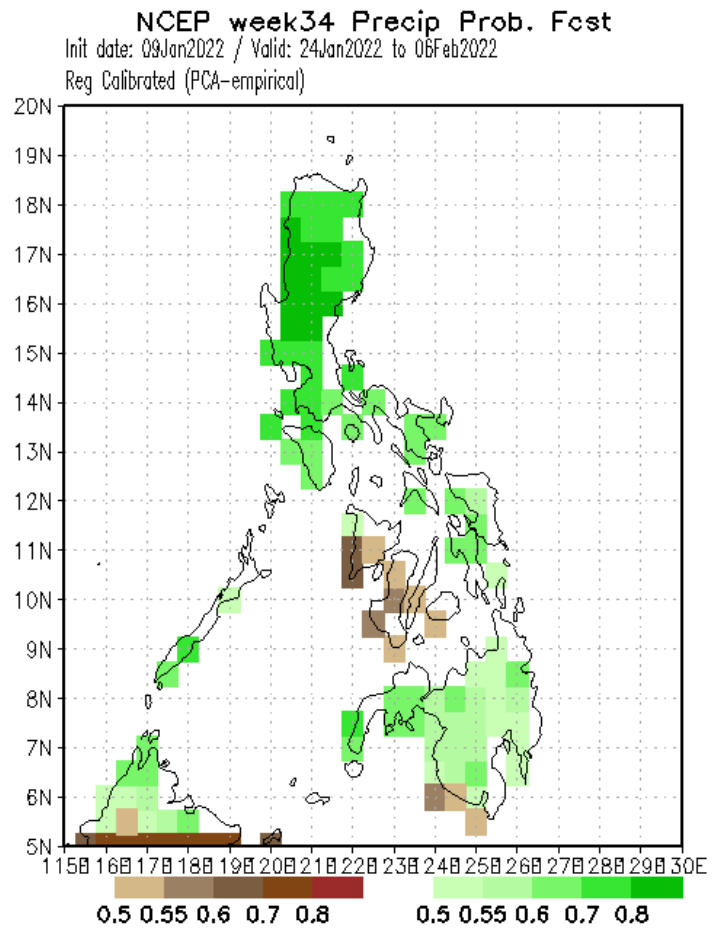 NCEP week34 Precip Prob. Fcst
Init date: 09Jan2022 / Valid: 24Jan2022 to 06Feb2022
Reg Calibrated (PCA-empirical)
20N
19N
18N
17N
16N
15N
14N
13N
12N
11N
10N
9N
8N
7N
6N
5N
115E 116E 117E 118E 119E 120E 121E 122E 123E 124E 125E 126E 127E 128E 129E 130E
0.5 0.55 0.6 0.7 0.8 0.5 0.55 0.6 0.7 0.8